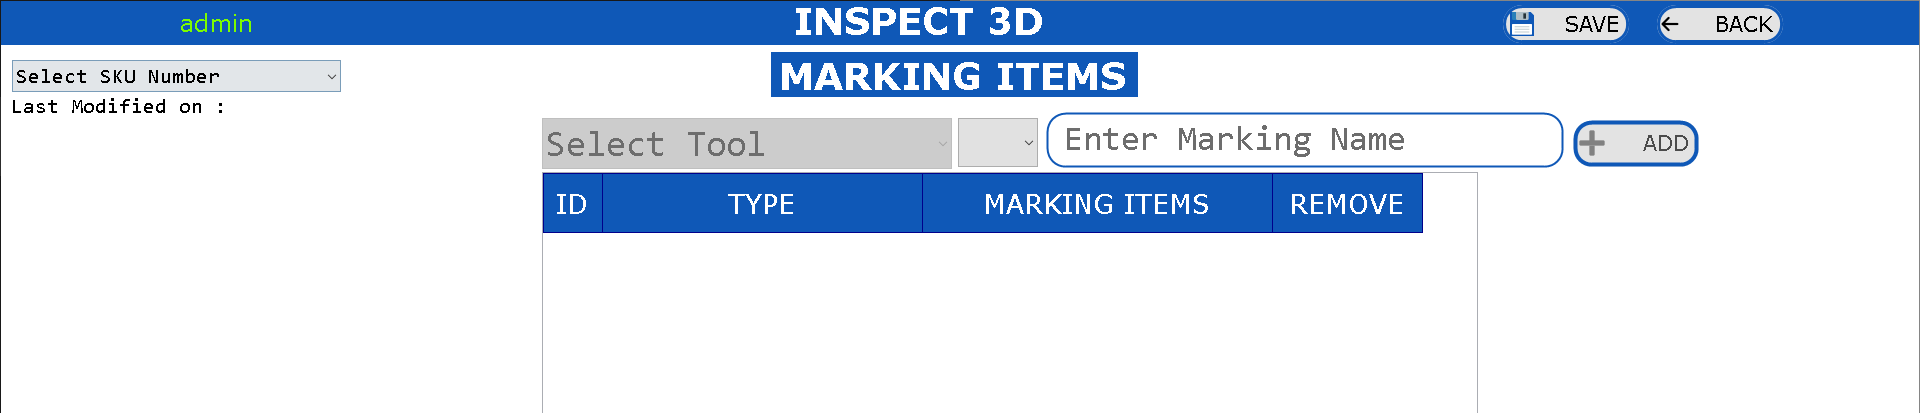 admin INSPECT 3D SAVE BACK
Select SKU Number MARKING ITEMS
Last Modified on :
Select Tool Enter Marking Name ADD
ID TYPE MARKING ITEMS REMOVE